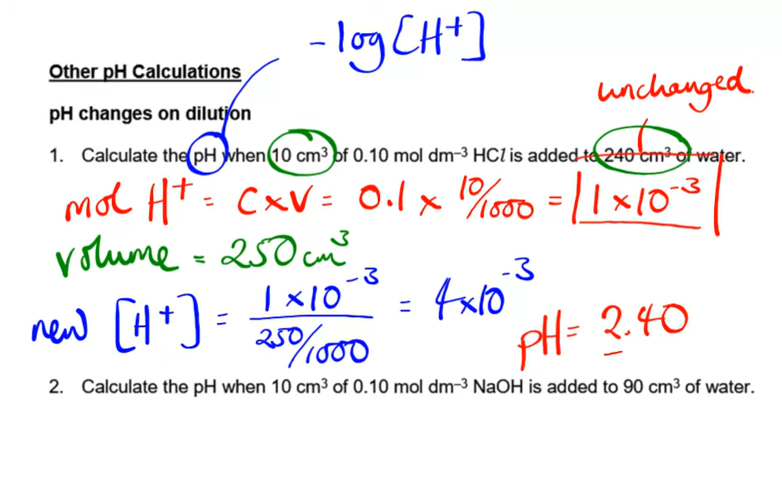 -log[H+]
Other pH Calculations
unchanged.
pH changes on dilution
1. Calculate the pH when 10 cm³ of 0.10 mol dm⁻³ HCl is added to 240 cm³ of water.
mol H+ = C×V = 0.1 × 10/1000 = 1×10⁻³
volume = 250cm³
new [H+] = 1×10⁻³ / 250/1000 = 4×10⁻³
pH = 2.40
2. Calculate the pH when 10 cm³ of 0.10 mol dm⁻³ NaOH is added to 90 cm³ of water.